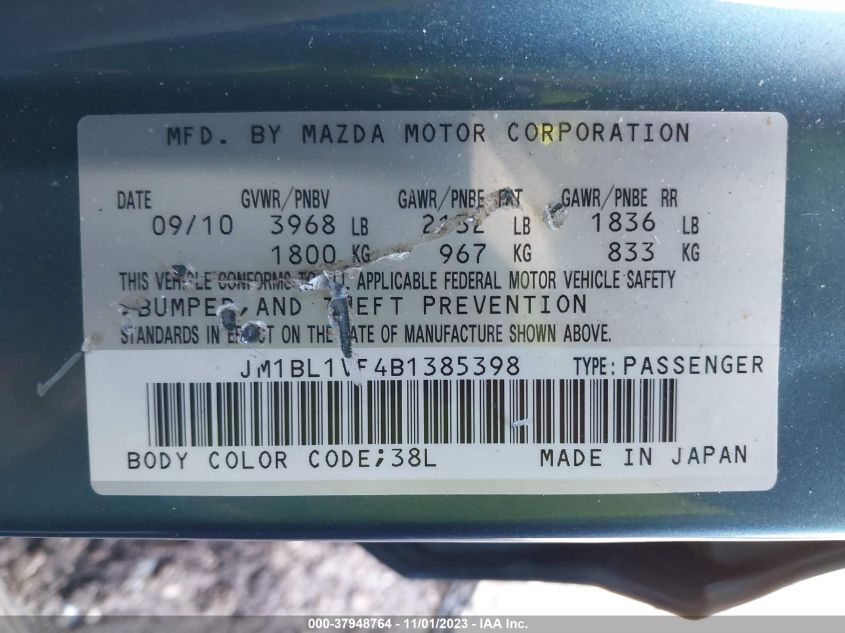 MFD. BY MAZDA MOTOR CORPORATION
DATE GVWR/PNBV GAWR/PNBE GAWR/PNBE RR
09/10 3968 LB LB 1836 LB
1800 KG 967 KG 833 KG
THIS VEHICLE CONFORMS TO APPLICABLE FEDERAL MOTOR VEHICLE SAFETY
,BUMPER,AND THEFT PREVENTION
STANDARDS IN EFFECT ON THE DATE OF MANUFACTURE SHOWN ABOVE.
TYPE: PASSENGER
BODY COLOR CODE;38L MADE IN JAPAN
000-37948764 - 11/01/2023 - IAA Inc.